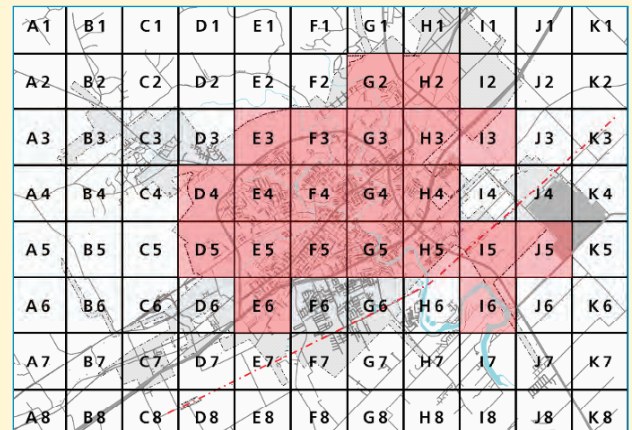 A1 B1 C1 D1 E1 F1 G1 H1 I1 J1 K1
A2 B2 C2 D2 E2 F2 G2 H2 I2 J2 K2
A3 B3 C3 D3 E3 F3 G3 H3 I3 J3 K3
A4 B4 C4 D4 E4 F4 G4 H4 I4 J4 K4
A5 B5 C5 D5 E5 F5 G5 H5 I5 J5 K5
A6 B6 C6 D6 E6 F6 G6 H6 I6 J6 K6
A7 B7 C7 D7 E7 F7 G7 H7 I7 J7 K7
A8 B8 C8 D8 E8 F8 G8 H8 I8 J8 K8